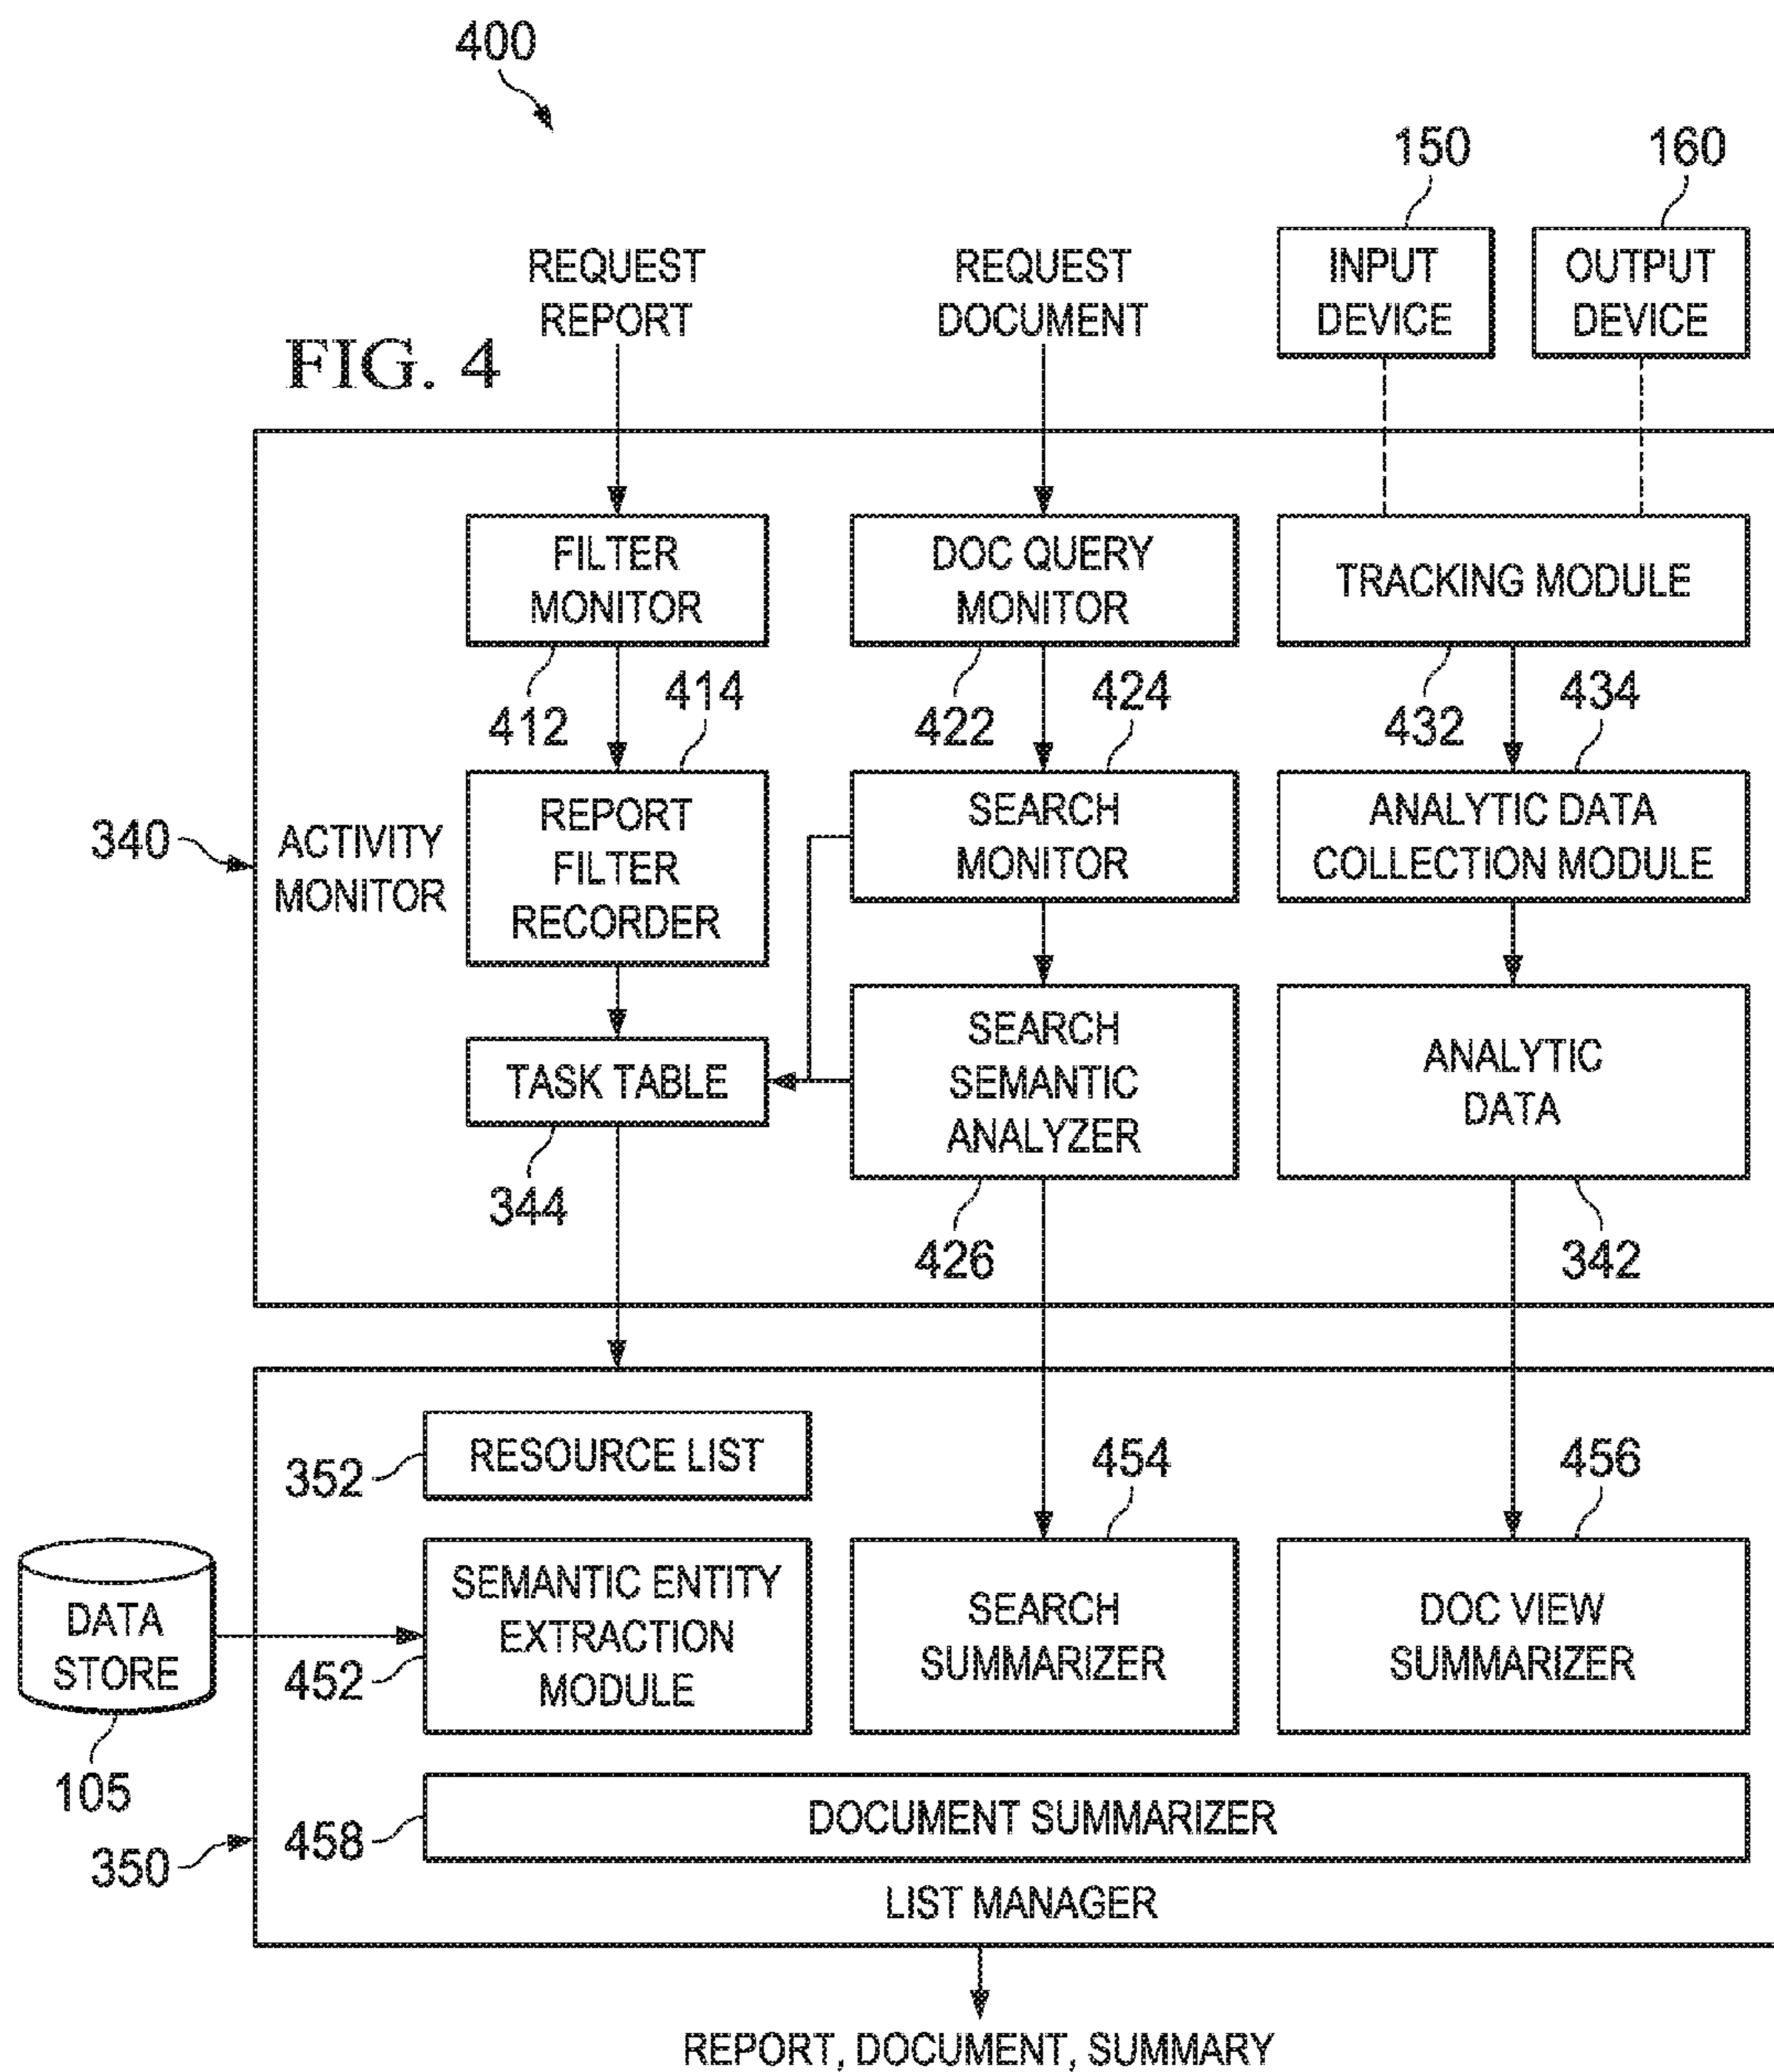 400
150
160
REQUEST
REPORT
REQUEST
DOCUMENT
INPUT
DEVICE
OUTPUT
DEVICE
FIG. 4
FILTER
MONITOR
DOC QUERY
MONITOR
TRACKING MODULE
412
414
422
424
432
434
340
ACTIVITY
MONITOR
REPORT
FILTER
RECORDER
SEARCH
MONITOR
ANALYTIC DATA
COLLECTION MODULE
TASK TABLE
SEARCH
SEMANTIC
ANALYZER
ANALYTIC
DATA
344
426
342
352
RESOURCE LIST
454
456
DATA
STORE
SEMANTIC ENTITY
EXTRACTION
MODULE
452
SEARCH
SUMMARIZER
DOC VIEW
SUMMARIZER
105
350
458
DOCUMENT SUMMARIZER
LIST MANAGER
REPORT, DOCUMENT, SUMMARY